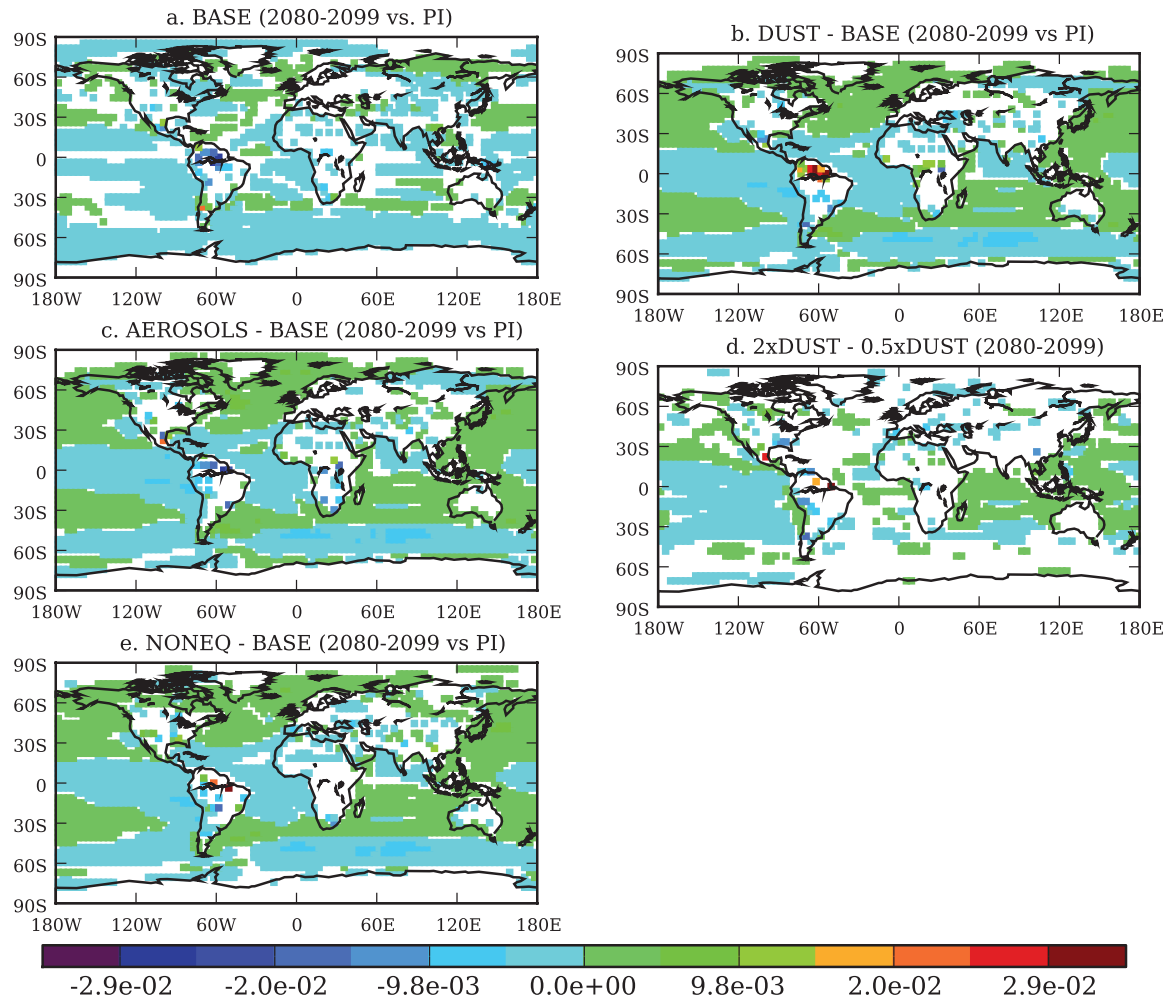 a. BASE (2080-2099 vs. PI)
90S
60S
30S
0
30S
60S
90S
180W 120W 60W 0 60E 120E 180E
b. DUST - BASE (2080-2099 vs PI)
90S
60S
30S
0
30S
60S
90S
180W 120W 60W 0 60E 120E 180E
c. AEROSOLS - BASE (2080-2099 vs PI)
90S
60S
30S
0
30S
60S
90S
180W 120W 60W 0 60E 120E 180E
d. 2xDUST - 0.5xDUST (2080-2099)
90S
60S
30S
0
30S
60S
90S
180W 120W 60W 0 60E 120E 180E
e. NONEQ - BASE (2080-2099 vs PI)
90S
60S
30S
0
30S
60S
90S
180W 120W 60W 0 60E 120E 180E
-2.9e-02 -2.0e-02 -9.8e-03 0.0e+00 9.8e-03 2.0e-02 2.9e-02